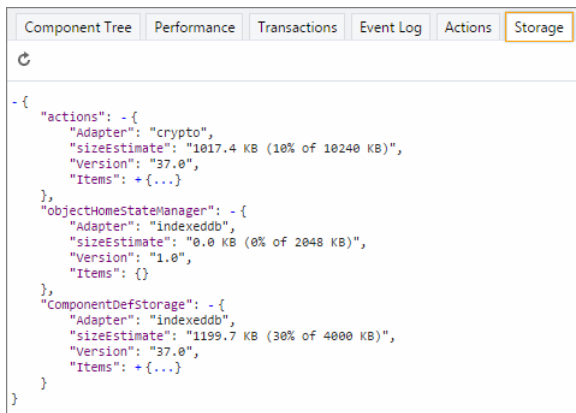 Component Tree Performance Transactions Event Log Actions Storage
- {
"actions": - {
"Adapter": "crypto",
"sizeEstimate": "1017.4 KB (10% of 10240 KB)",
"Version": "37.0",
"Items": + {...}
},
"objectHomeStateManager": - {
"Adapter": "indexeddb",
"sizeEstimate": "0.0 KB (0% of 2048 KB)",
"Version": "1.0",
"Items": {}
},
"ComponentDefStorage": - {
"Adapter": "indexeddb",
"sizeEstimate": "1199.7 KB (30% of 4000 KB)",
"Version": "37.0",
"Items": + {...}
}
}